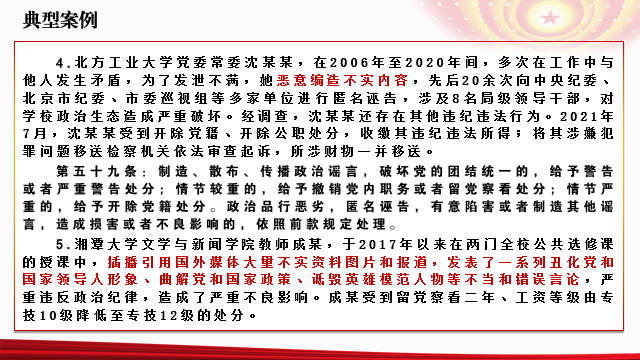 典型案例
4.北方工业大学党委常委沈某某，在2006年至2020年间，多次在工作中与
他人发生矛盾，为了发泄不满，她恶意编造不实内容，先后20余次向中央纪委、
北京市纪委、市委巡视组等多家单位进行匿名诬告，涉及8名局级领导干部，对
学校政治生态造成严重破坏。经调查，沈某某还存在其他违纪违法行为。2021年
7月，沈某某受到开除党籍、开除公职处分，收缴其违纪违法所得；将其涉嫌犯
罪问题移送检察机关依法审查起诉，所涉财物一并移送。
第五十九条：制造、散布、传播政治谣言，破坏党的团结统一的，给予警告
或者严重警告处分；情节较重的，给予撤销党内职务或者留党察看处分；情节严
重的，给予开除党籍处分。政治品行恶劣，匿名诬告，有意陷害或者制造其他谣
言，造成损害或者不良影响的，依照前款规定处理。
5.湘潭大学文学与新闻学院教师成某，于2017年以来在两门全校公共选修课
的授课中，插播引用国外媒体大量不实资料图片和报道，发表了一系列丑化党和
国家领导人形象、曲解党和国家政策、诋毁英雄模范人物等不当和错误言论，严
重违反政治纪律，造成了严重不良影响。成某受到留党察看二年、工资等级由专
技10级降低至专技12级的处分。